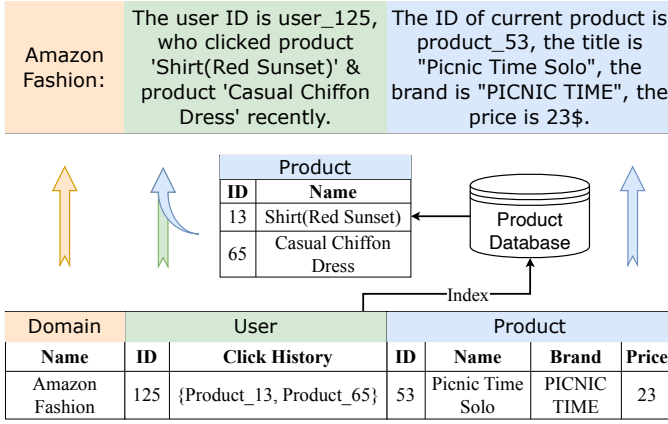 Amazon
Fashion:
The user ID is user_125,
who clicked product
'Shirt(Red Sunset)' &
product 'Casual Chiffon
Dress' recently.
The ID of current product is
product_53, the title is
"Picnic Time Solo", the
brand is "PICNIC TIME", the
price is 23$.
Product
ID Name
13 Shirt(Red Sunset)
65 Casual Chiffon
Dress
Product
Database
Index
Domain User Product
Name ID Click History ID Name Brand Price
Amazon
Fashion
125 {Product_13, Product_65} 53
Picnic Time
Solo
PICNIC
TIME
23